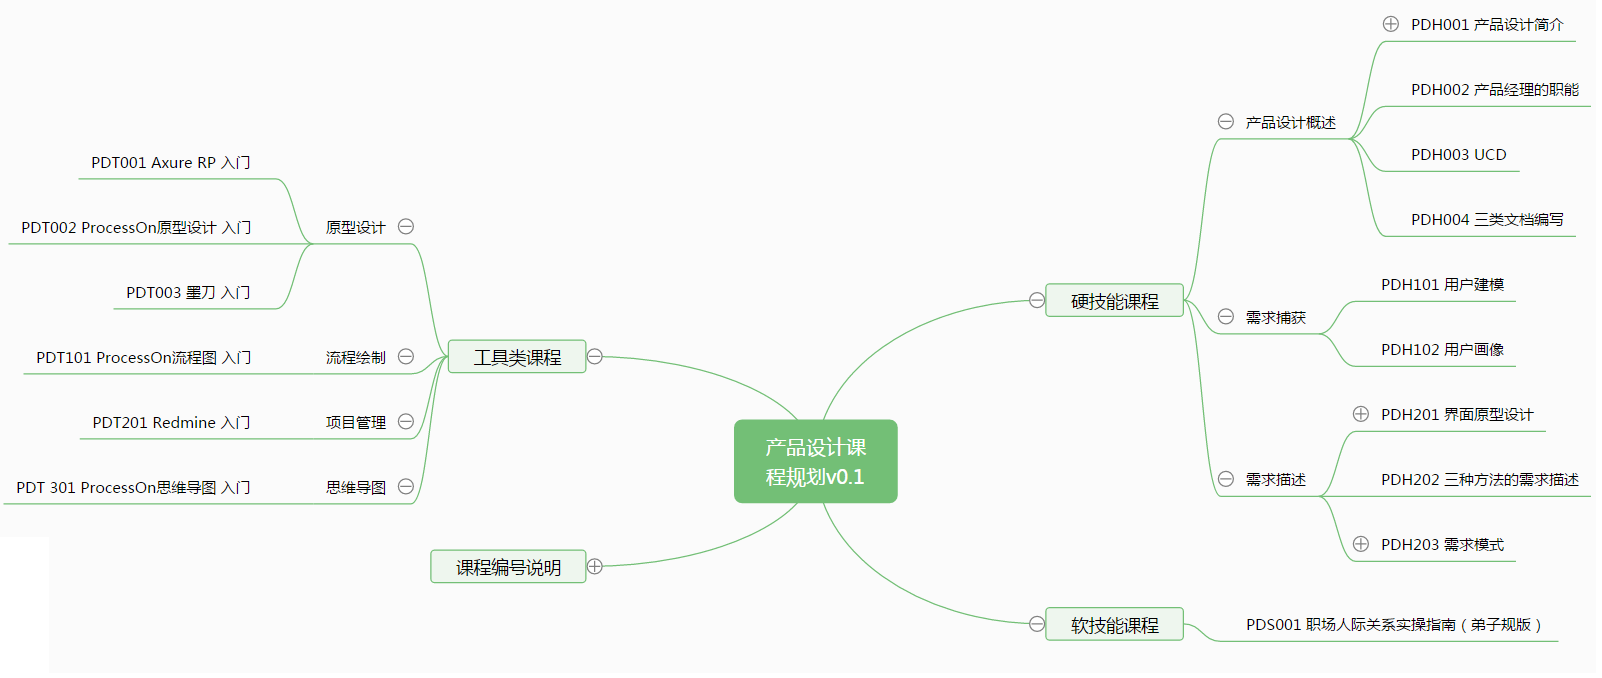 产品设计课
程规划v0.1
硬技能课程
产品设计概述
PDH001 产品设计简介
PDH002 产品经理的职能
PDH003 UCD
PDH004 三类文档编写
需求捕获
PDH101 用户建模
PDH102 用户画像
需求描述
PDH201 界面原型设计
PDH202 三种方法的需求描述
PDH203 需求模式
软技能课程
PDS001 职场人际关系实操指南（弟子规版）
工具类课程
原型设计
PDT001 Axure RP 入门
PDT002 ProcessOn原型设计 入门
PDT003 墨刀 入门
流程绘制
PDT101 ProcessOn流程图 入门
项目管理
PDT201 Redmine 入门
思维导图
PDT 301 ProcessOn思维导图 入门
课程编号说明